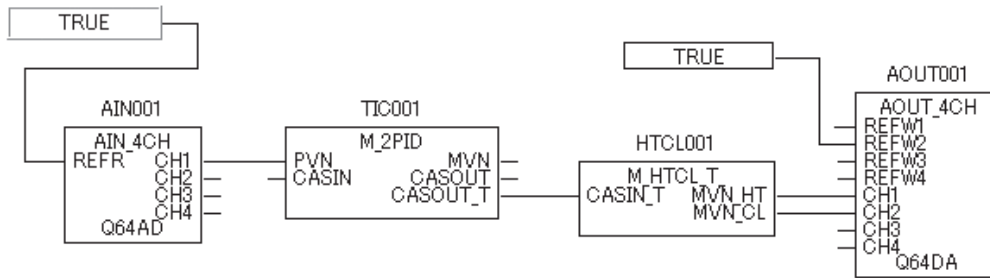 TRUE
TRUE
AIN001
AIN_4CH
REFR
CH1
CH2
CH3
CH4
Q64AD
TIC001
M_2PID
PVN
CASIN
MVN
CASOUT
CASOUT_T
HTCL001
M_HTCL_T
CASIN_T
MVN_HT
MVN_CL
AOUT001
AOUT_4CH
REFW1
REFW2
REFW3
REFW4
CH1
CH2
CH3
CH4
Q64DA